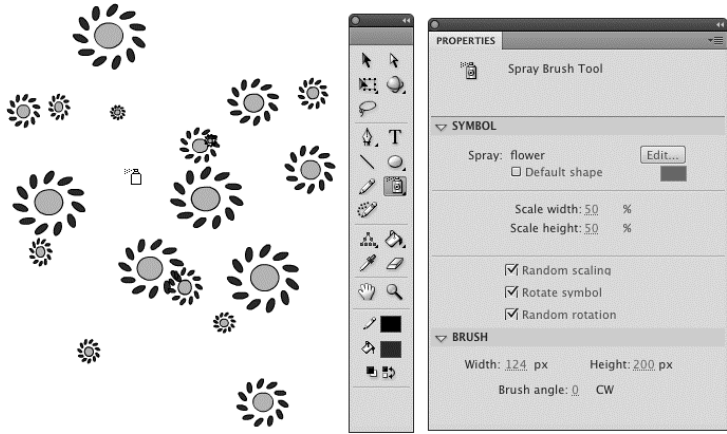 PROPERTIES
Spray Brush Tool
SYMBOL
Spray: flower Edit...
Default shape
Scale width: 50 %
Scale height: 50 %
Random scaling
Rotate symbol
Random rotation
BRUSH
Width: 124 px Height: 200 px
Brush angle: 0 CW
T